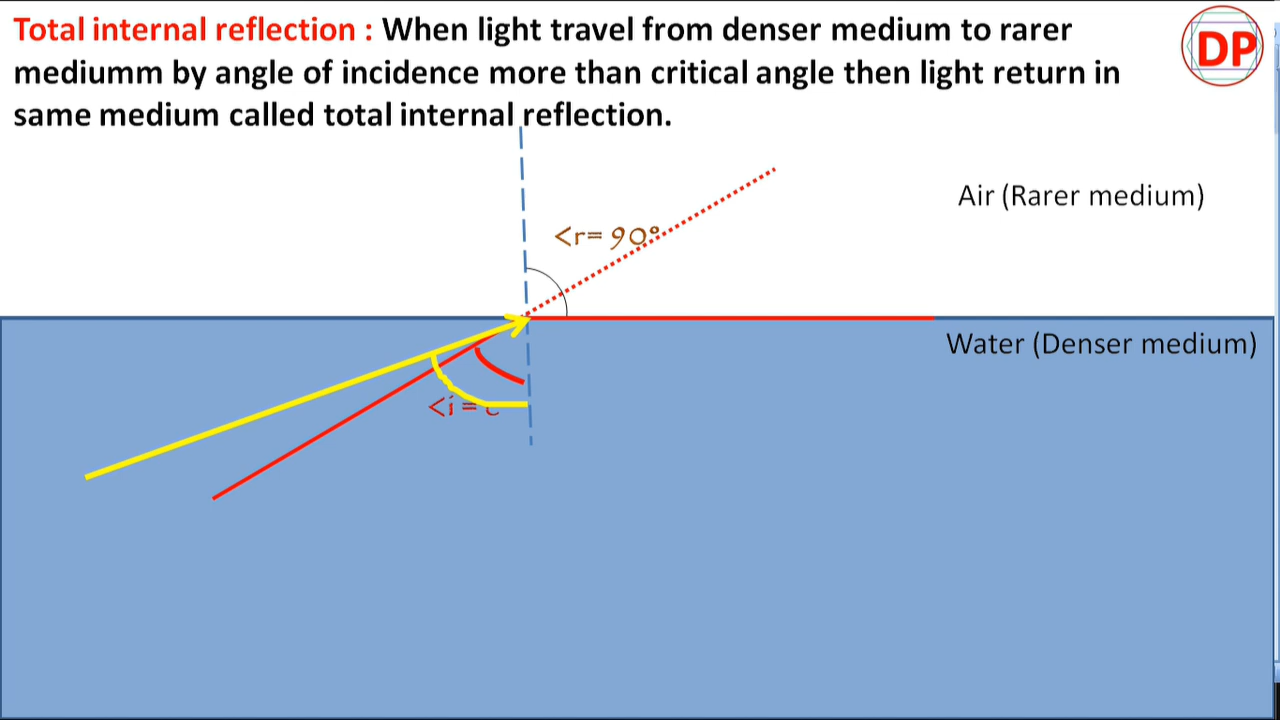 Total internal reflection : When light travel from denser medium to rarer
mediumm by angle of incidence more than critical angle then light return in
same medium called total internal reflection.
DP
Air (Rarer medium)
<r= 90°
Water (Denser medium)
<i = c